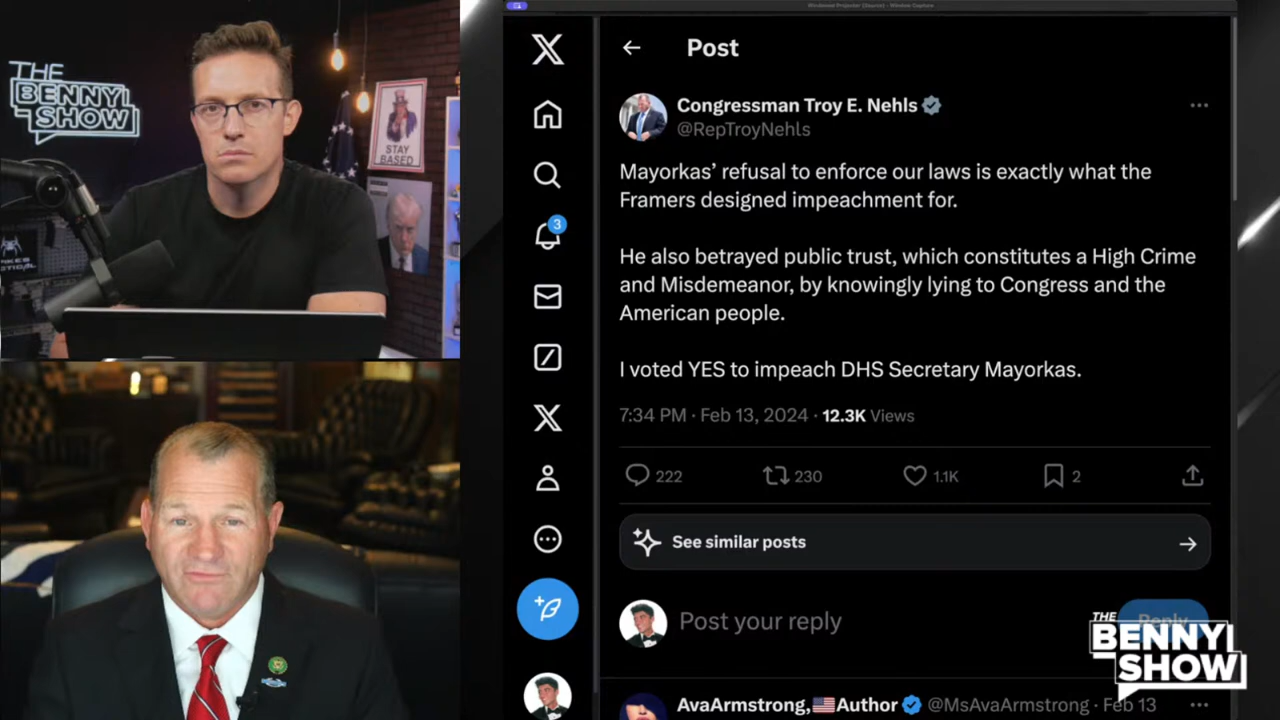 THE
BENNY
SHOW
STAY
BASED
Post
Congressman Troy E. Nehls
@RepTroyNehls
Mayorkas' refusal to enforce our laws is exactly what the
Framers designed impeachment for.
He also betrayed public trust, which constitutes a High Crime
and Misdemeanor, by knowingly lying to Congress and the
American people.
I voted YES to impeach DHS Secretary Mayorkas.
7:34 PM · Feb 13, 2024 · 12.3K Views
222 230 1.1K 2
3
See similar posts
Post your reply
Reply
THE
BENNY
SHOW
AvaArmstrong,🇺🇸Author @MsAvaArmstrong · Feb 13